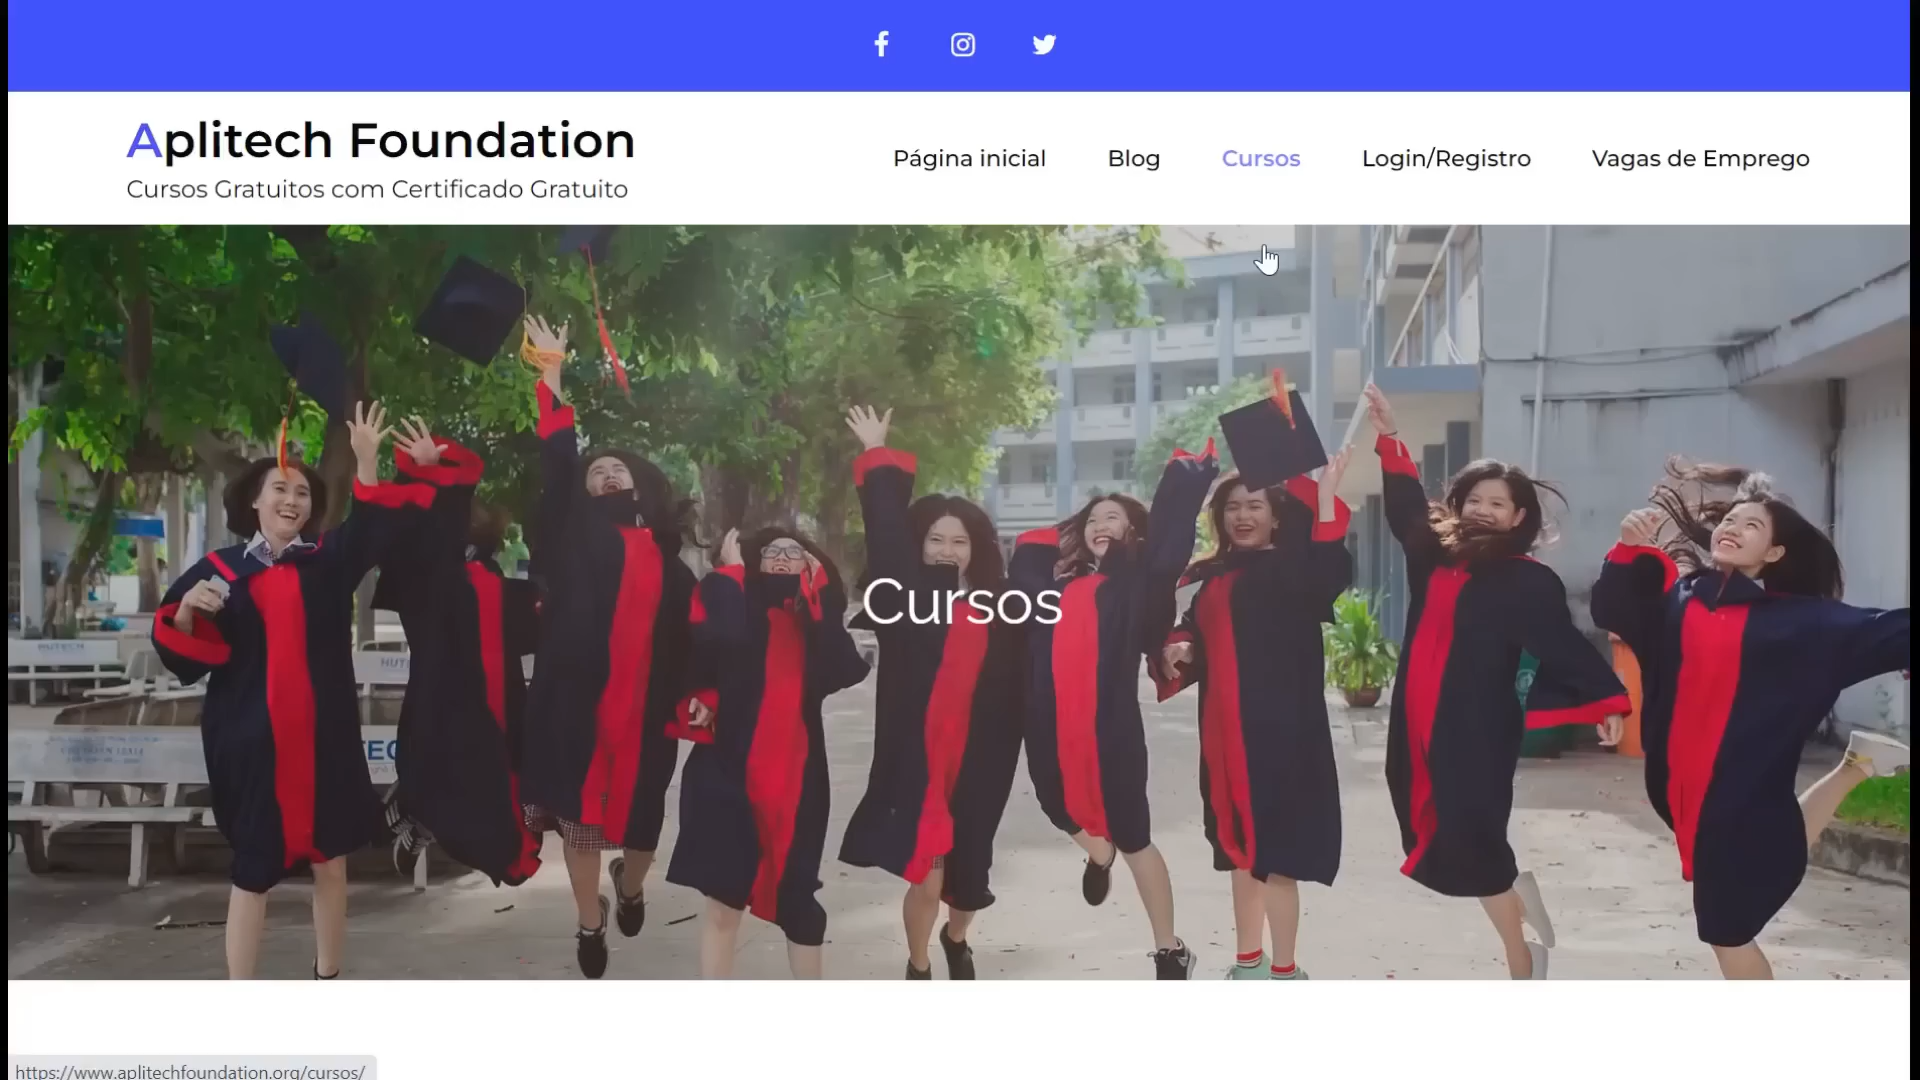 Aplitech Foundation
Cursos Gratuitos com Certificado Gratuito
Página inicial
Blog
Cursos
Login/Registro
Vagas de Emprego
Cursos
HUTECH
https://www.aplitechfoundation.org/cursos/